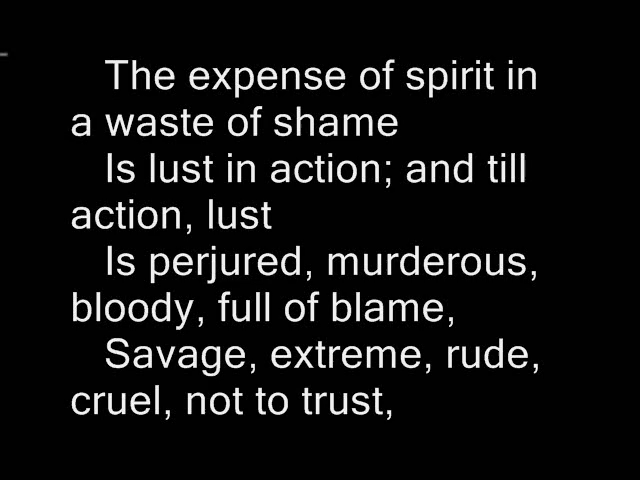 The expense of spirit in
a waste of shame
Is lust in action; and till
action, lust
Is perjured, murderous,
bloody, full of blame,
Savage, extreme, rude,
cruel, not to trust,